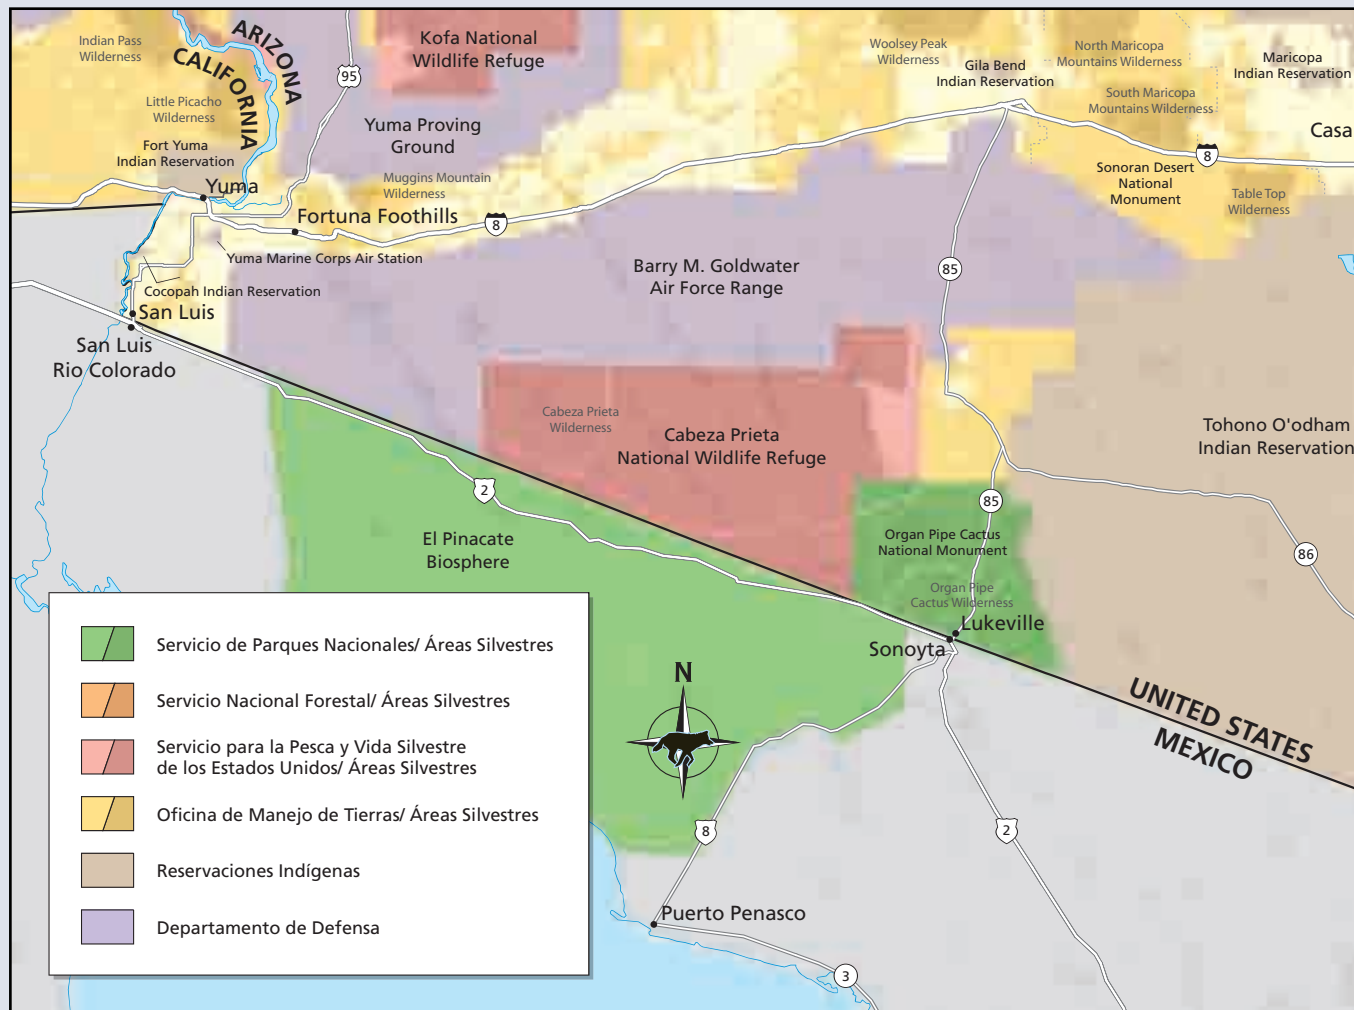 Indian Pass
Wilderness
ARIZONA
CALIFORNIA
95
Kofa National
Wildlife Refuge
Woolsey Peak
Wilderness
North Maricopa
Mountains Wilderness
Gila Bend
Indian Reservation
Maricopa
Indian Reservation
South Maricopa
Mountains Wilderness
Little Picacho
Wilderness
Yuma Proving
Ground
Casa
Fort Yuma
Indian Reservation
8
Sonoran Desert
National
Monument
Muggins Mountain
Wilderness
Yuma
Table Top
Wilderness
Fortuna Foothills
8
Yuma Marine Corps Air Station
Barry M. Goldwater
Air Force Range
85
Cocopah Indian Reservation
San Luis
San Luis
Rio Colorado
Cabeza Prieta
Wilderness
Cabeza Prieta
National Wildlife Refuge
Tohono O'odham
Indian Reservation
2
85
El Pinacate
Biosphere
Organ Pipe Cactus
National Monument
86
Organ Pipe
Cactus Wilderness
Lukeville
Sonoyta
UNITED STATES
MEXICO
N
Servicio de Parques Nacionales/ Áreas Silvestres
Servicio Nacional Forestal/ Áreas Silvestres
Servicio para la Pesca y Vida Silvestre
de los Estados Unidos/ Áreas Silvestres
Oficina de Manejo de Tierras/ Áreas Silvestres
Reservaciones Indígenas
Departamento de Defensa
8
2
Puerto Penasco
3